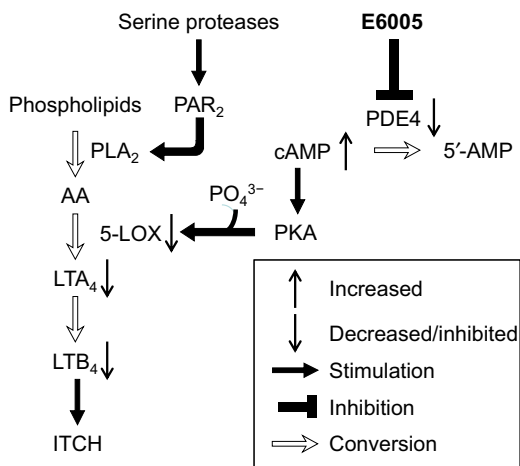 Serine proteases
E6005
Phospholipids
PAR₂
PDE4
PLA₂
cAMP
5′-AMP
AA
PO₄³⁻
5-LOX
PKA
LTA₄
LTB₄
ITCH
Increased
Decreased/inhibited
Stimulation
Inhibition
Conversion